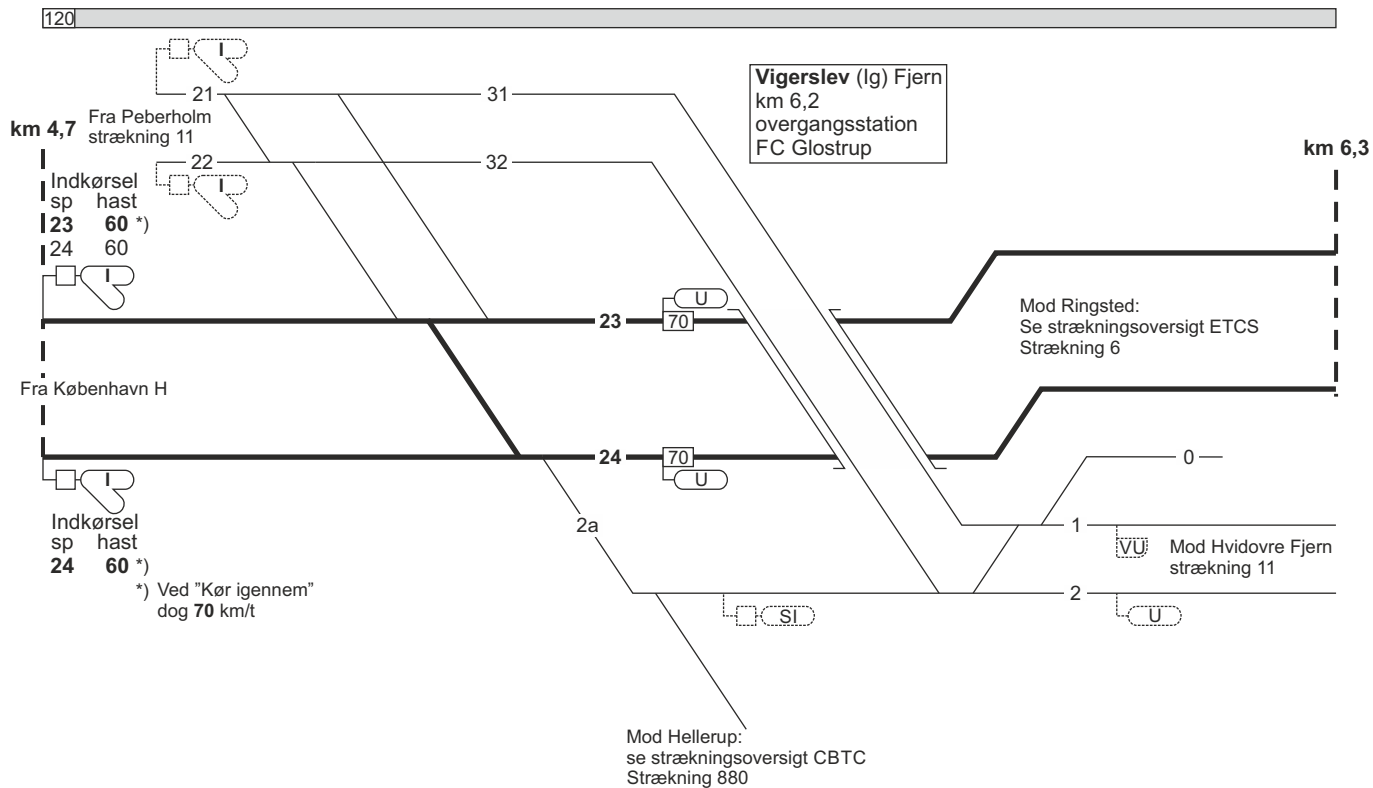 120
I
21
31
Vigerslev (Ig) Fjern
km 6,2
overgangsstation
FC Glostrup
km 4,7
Fra Peberholm
strækning 11
22
32
I
km 6,3
Indkørsel
sp hast
23 60 *)
24 60
I
U
23
70
Mod Ringsted:
Se strækningsoversigt ETCS
Strækning 6
Fra København H
24
70
U
0
I
Indkørsel
sp hast
24 60 *)
*) Ved ”Kør igennem”
dog 70 km/t
2a
1
VU
Mod Hvidovre Fjern
strækning 11
2
SI
U
Mod Hellerup:
se strækningsoversigt CBTC
Strækning 880